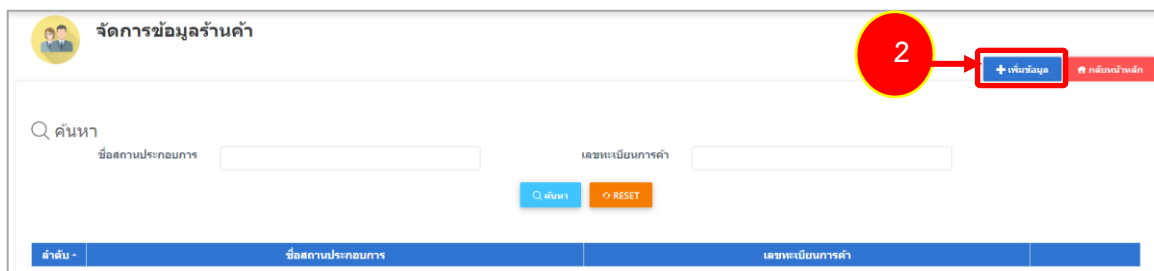 จัดการข้อมูลร้านค้า
2
เพิ่มข้อมูล กลับหน้าหลัก
ค้นหา
ชื่อสถานประกอบการ เลขทะเบียนการค้า
ค้นหา RESET
ลำดับ ชื่อสถานประกอบการ เลขทะเบียนการค้า